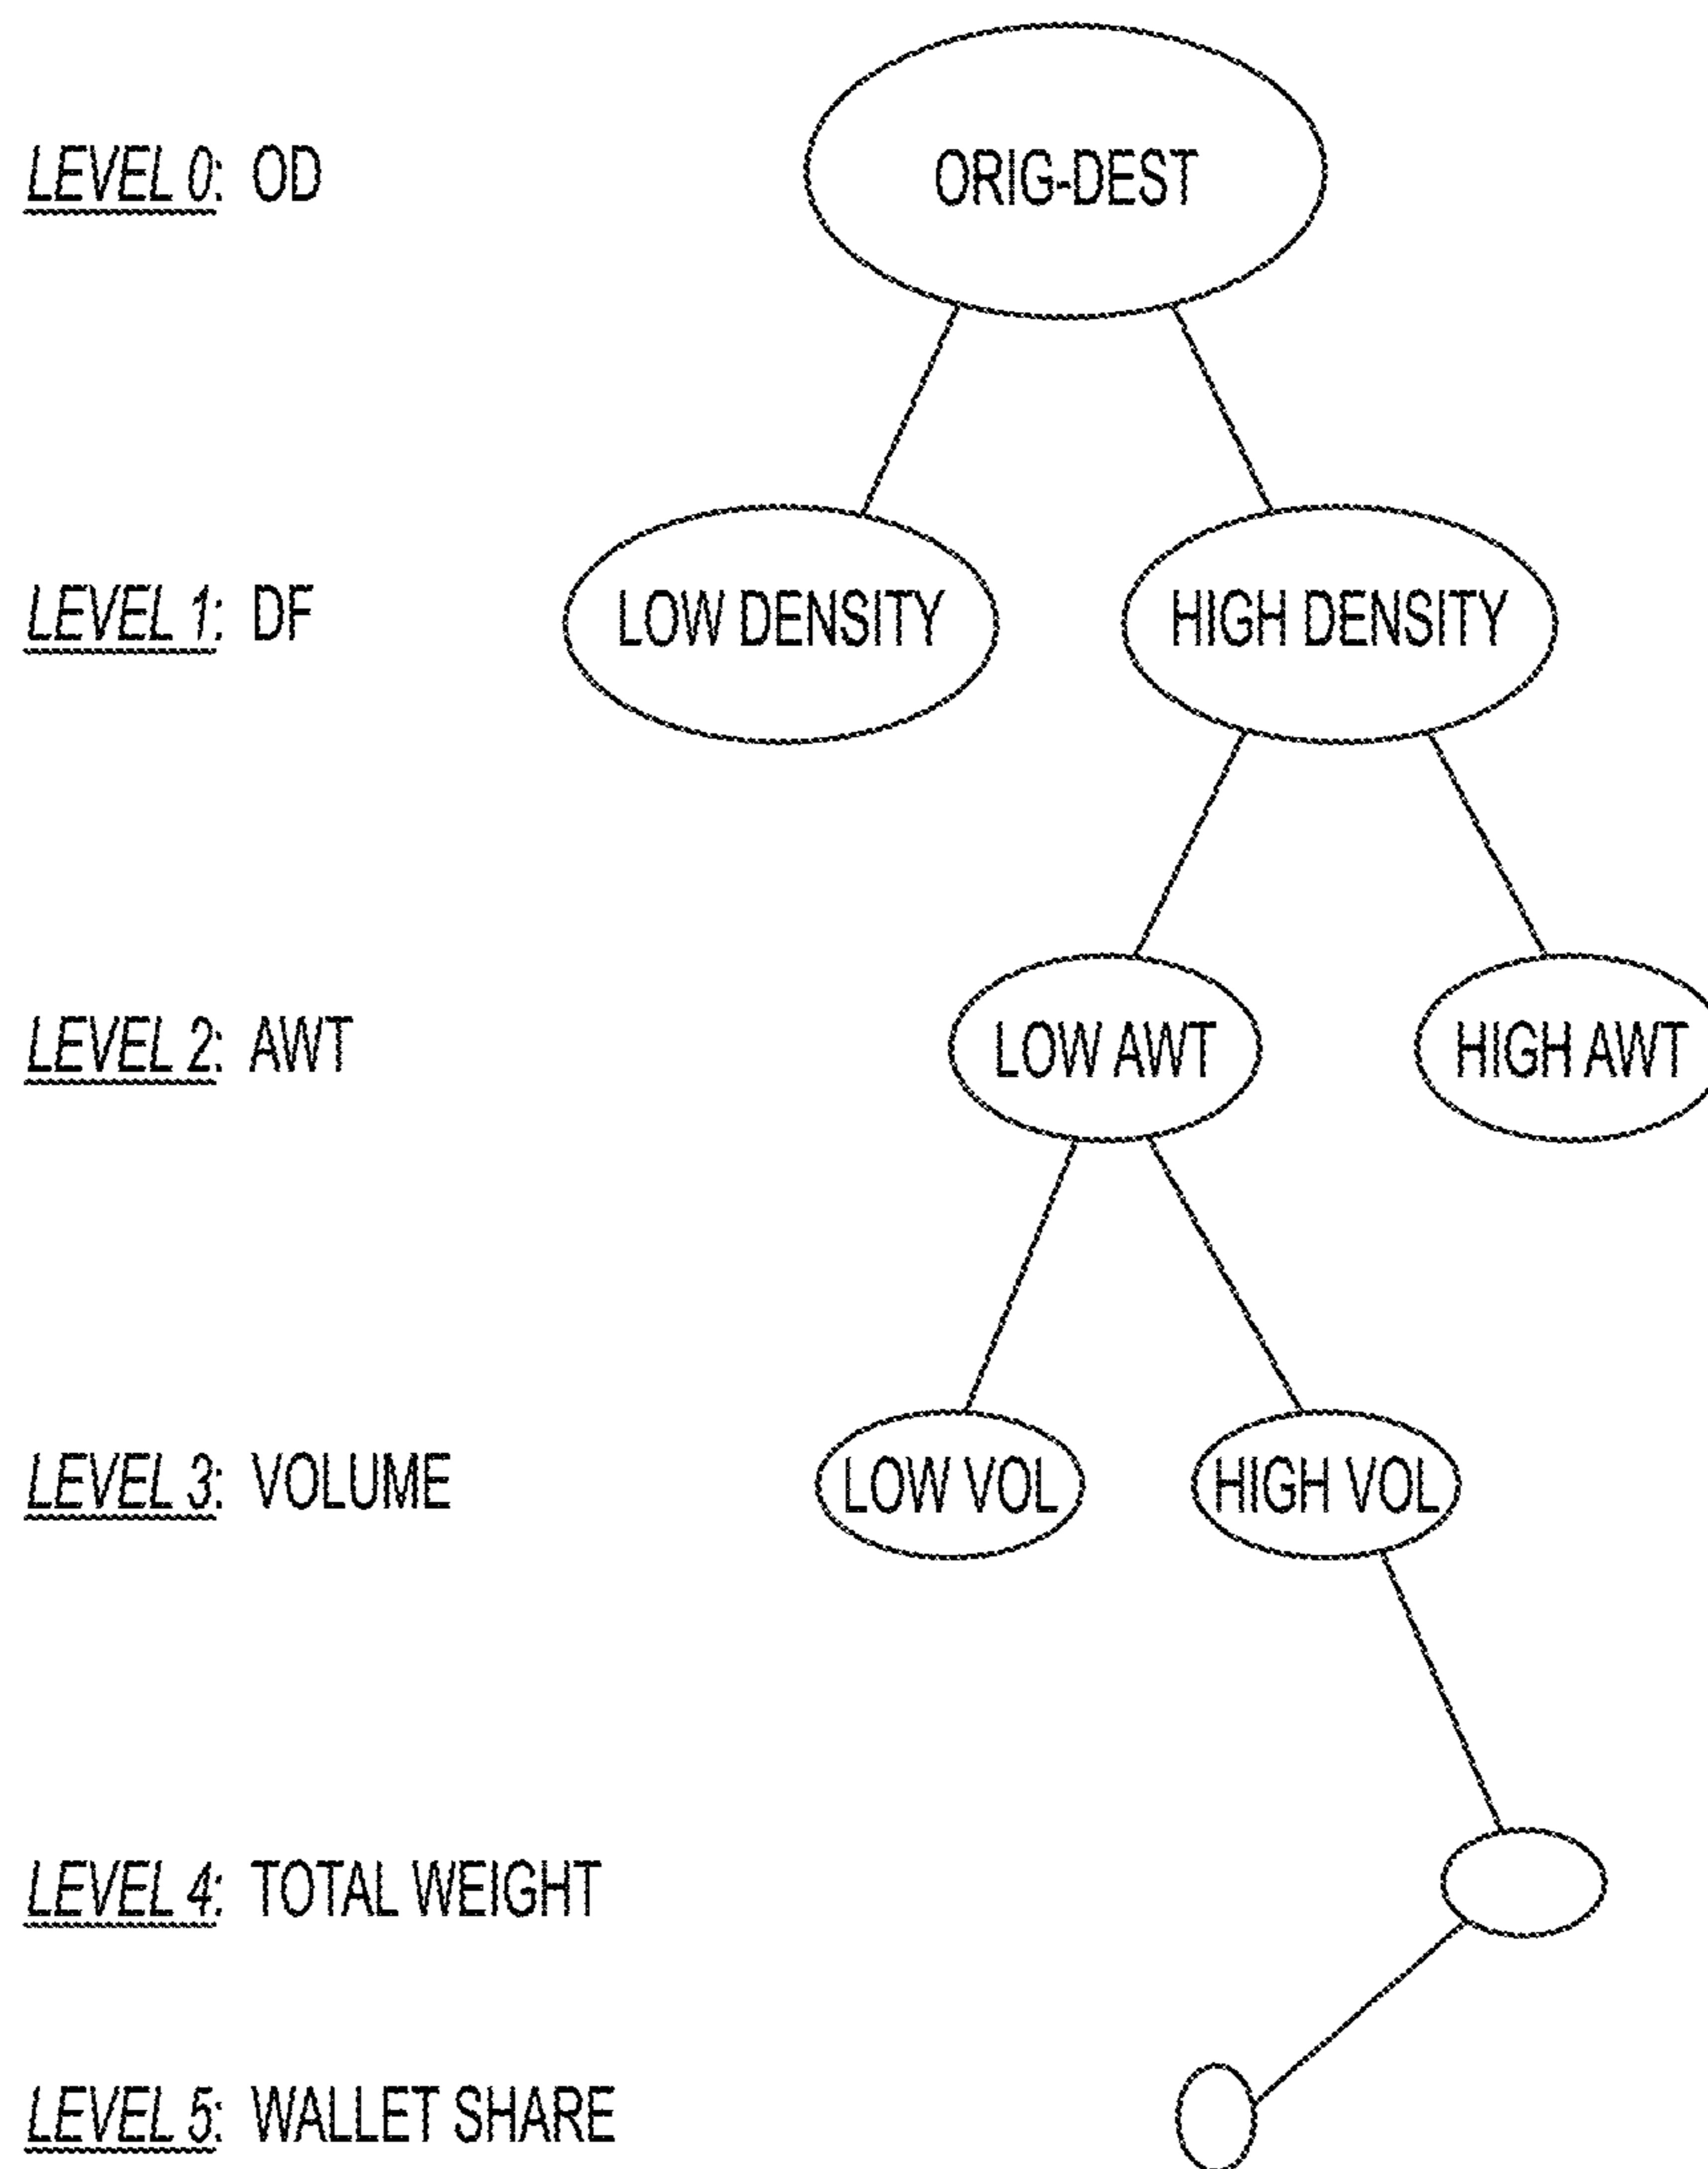 LEVEL 0: OD
ORIG-DEST
LEVEL 1: DF
LOW DENSITY
HIGH DENSITY
LEVEL 2: AWT
LOW AWT
HIGH AWT
LEVEL 3: VOLUME
LOW VOL
HIGH VOL
LEVEL 4: TOTAL WEIGHT
LEVEL 5: WALLET SHARE